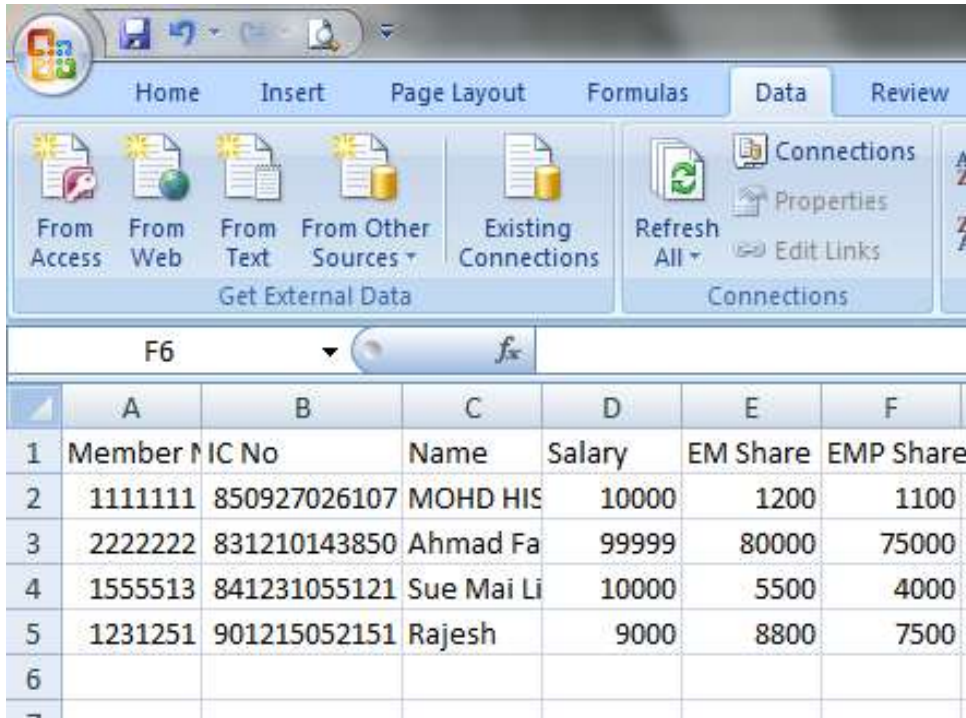 Home Insert Page Layout Formulas Data Review
From Access From Web From Text From Other Sources Existing Connections Refresh All Connections Properties Edit Links
Get External Data Connections
F6 fx
A B C D E F
1 Member IC No Name Salary EM Share EMP Share
2 1111111 850927026107 MOHD HIS 10000 1200 1100
3 2222222 831210143850 Ahmad Fa 99999 80000 75000
4 1555513 841231055121 Sue Mai Li 10000 5500 4000
5 1231251 901215052151 Rajesh 9000 8800 7500
6